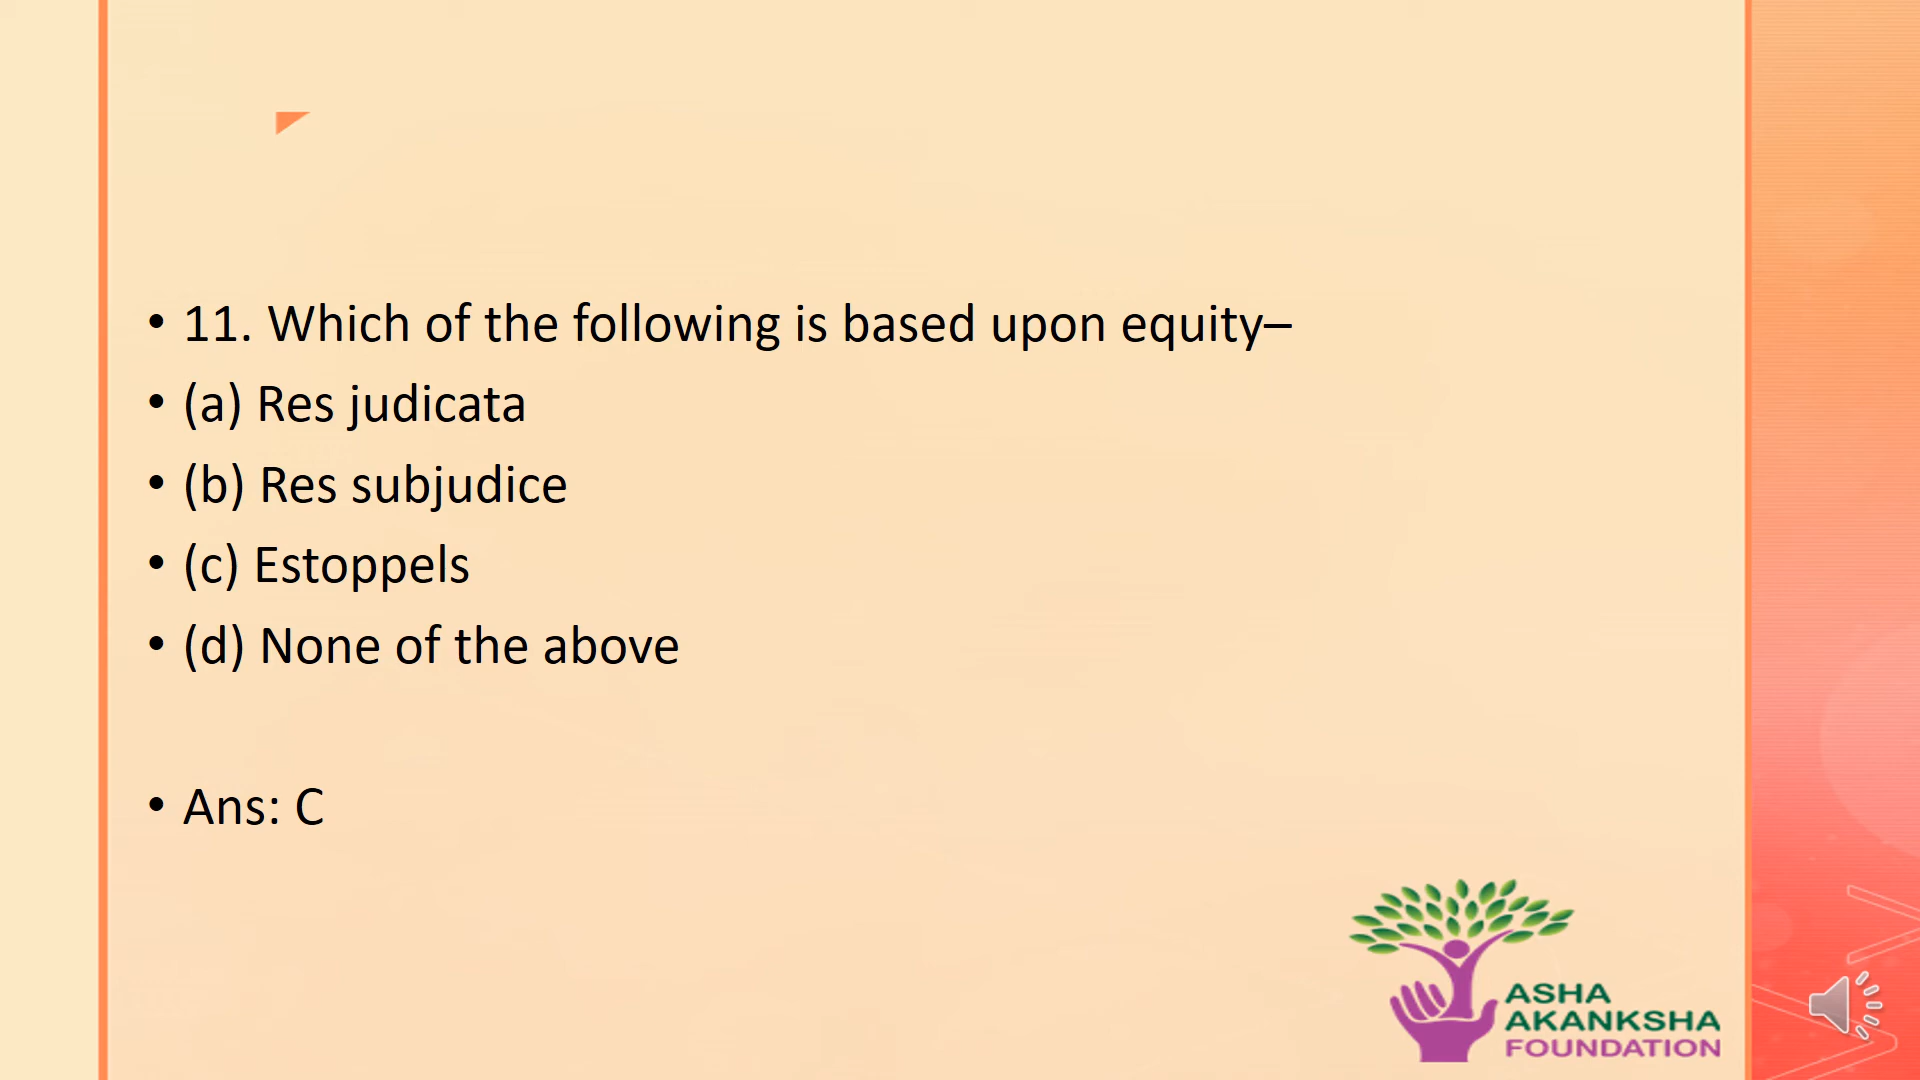 • 11. Which of the following is based upon equity–
• (a) Res judicata
• (b) Res subjudice
• (c) Estoppels
• (d) None of the above
• Ans: C
ASHA
AKANKSHA
FOUNDATION